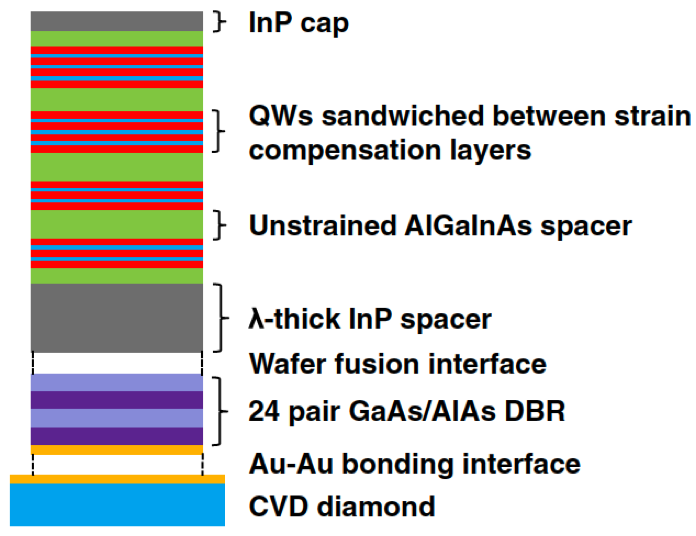 InP cap
QWs sandwiched between strain
compensation layers
Unstrained AlGaInAs spacer
λ-thick InP spacer
Wafer fusion interface
24 pair GaAs/AlAs DBR
Au-Au bonding interface
CVD diamond